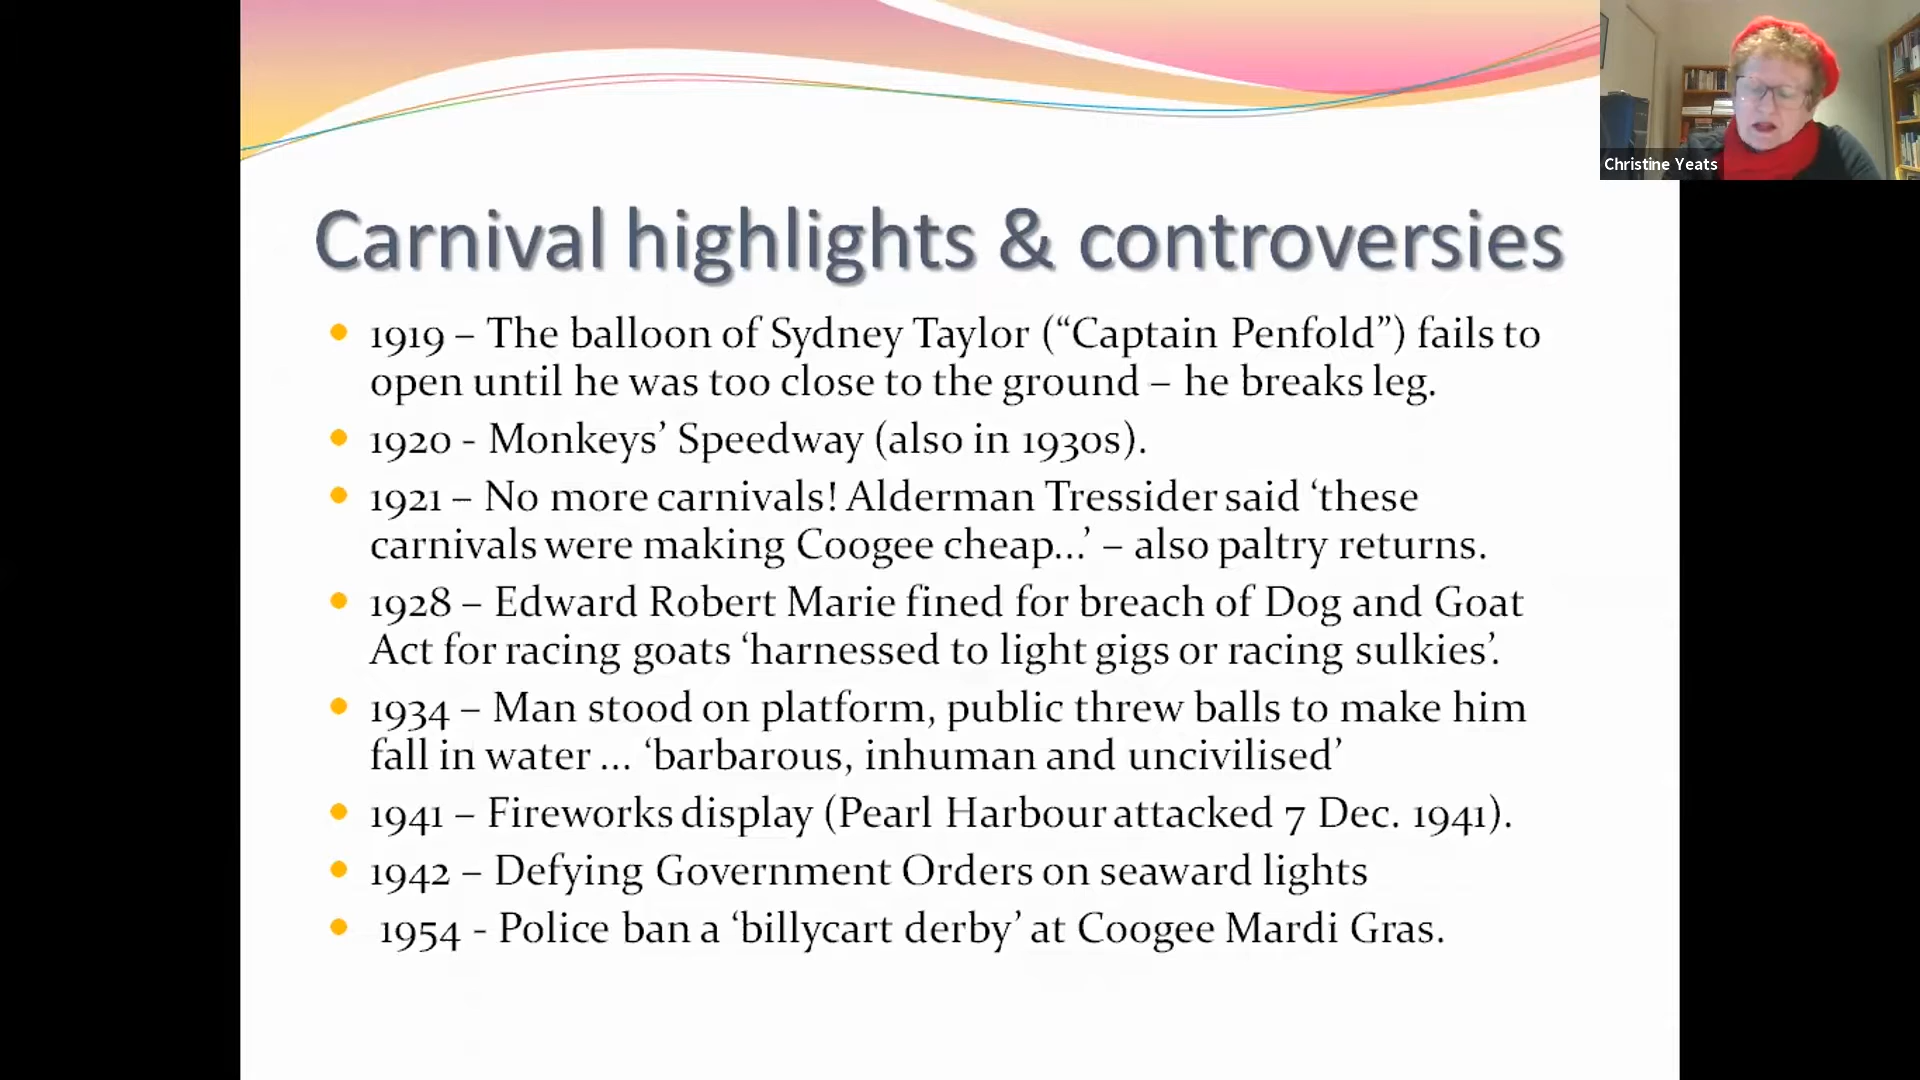 Christine Yeats
Carnival highlights & controversies
1919 – The balloon of Sydney Taylor (“Captain Penfold”) fails to
open until he was too close to the ground – he breaks leg.
1920 - Monkeys’ Speedway (also in 1930s).
1921 – No more carnivals! Alderman Tressider said ‘these
carnivals were making Coogee cheap...’ – also paltry returns.
1928 – Edward Robert Marie fined for breach of Dog and Goat
Act for racing goats ‘harnessed to light gigs or racing sulkies’.
1934 – Man stood on platform, public threw balls to make him
fall in water ... ‘barbarous, inhuman and uncivilised’
1941 – Fireworks display (Pearl Harbour attacked 7 Dec. 1941).
1942 – Defying Government Orders on seaward lights
1954 - Police ban a ‘billycart derby’ at Coogee Mardi Gras.